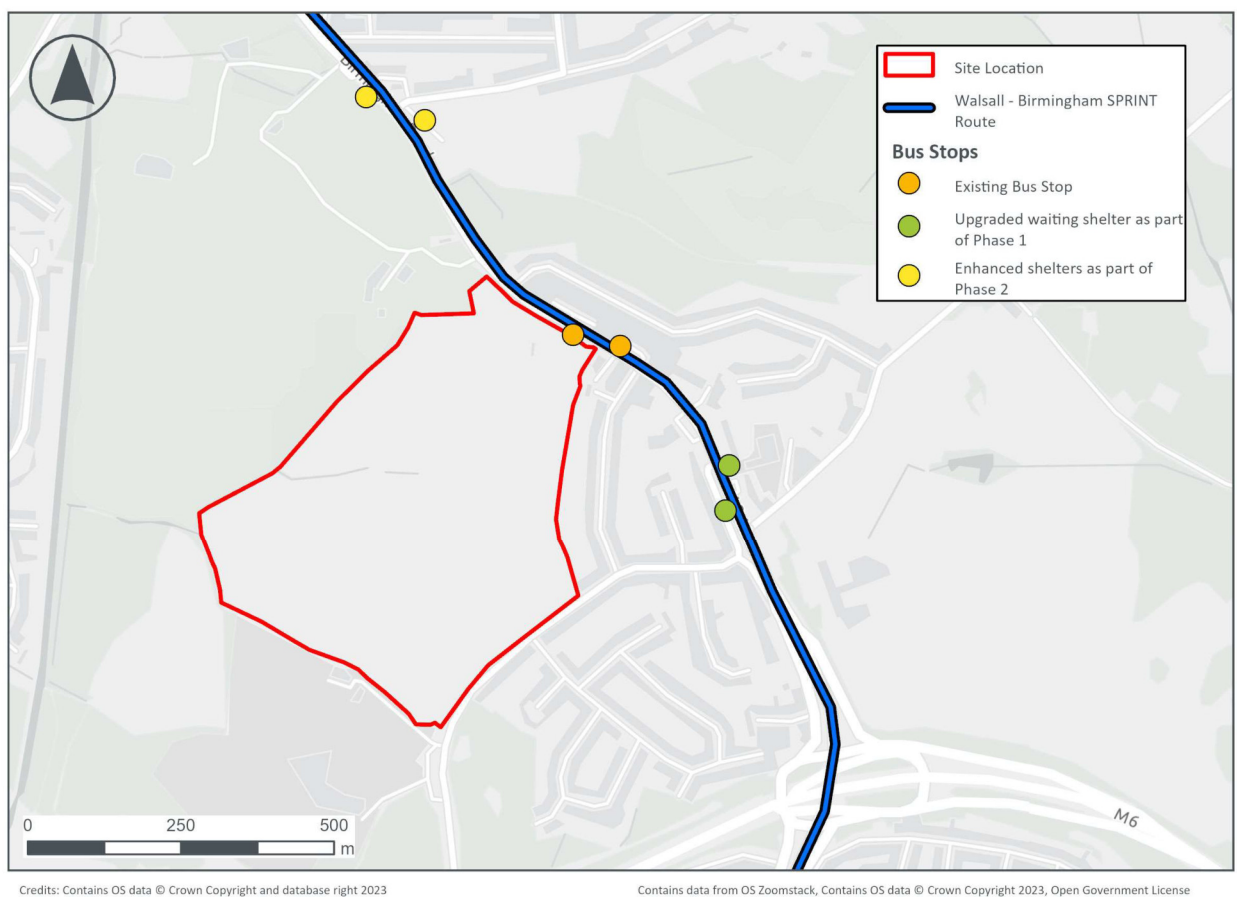 Birm
Site Location
Walsall - Birmingham SPRINT
Route
Bus Stops
Existing Bus Stop
Upgraded waiting shelter as part
of Phase 1
Enhanced shelters as part of
Phase 2
0 250 500
m
M6
Credits: Contains OS data © Crown Copyright and database right 2023
Contains data from OS Zoomstack, Contains OS data © Crown Copyright 2023, Open Government License